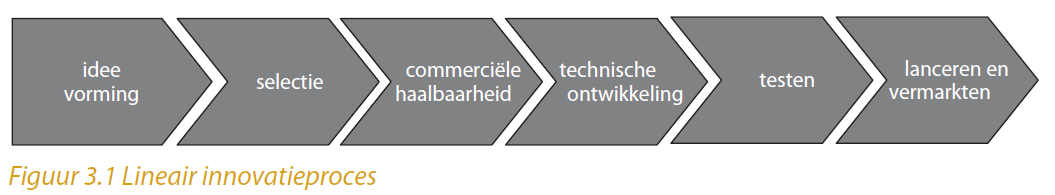 idee
vorming
selectie
commerciële
haalbaarheid
technische
ontwikkeling
testen
lanceren en
vermarkten
Figuur 3.1 Lineair innovatieproces